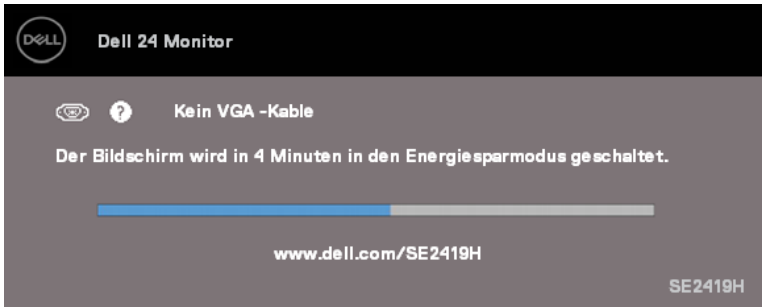 DELL
Dell 24 Monitor
? Kein VGA -Kable
Der Bildschirm wird in 4 Minuten in den Energiesparmodus geschaltet.
www.dell.com/SE2419H
SE2419H